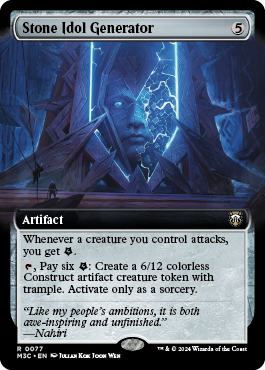 Stone Idol Generator 5
Artifact
Whenever a creature you control attacks,
you get .
, Pay six : Create a 6/12 colorless
Construct artifact creature token with
trample. Activate only as a sorcery.
“Like my people’s ambitions, it is both
awe-inspiring and unfinished.”
—Nahiri
R 0077
M3C • EN Julian Kok Joon Wen
™ & © 2024 Wizards of the Coast